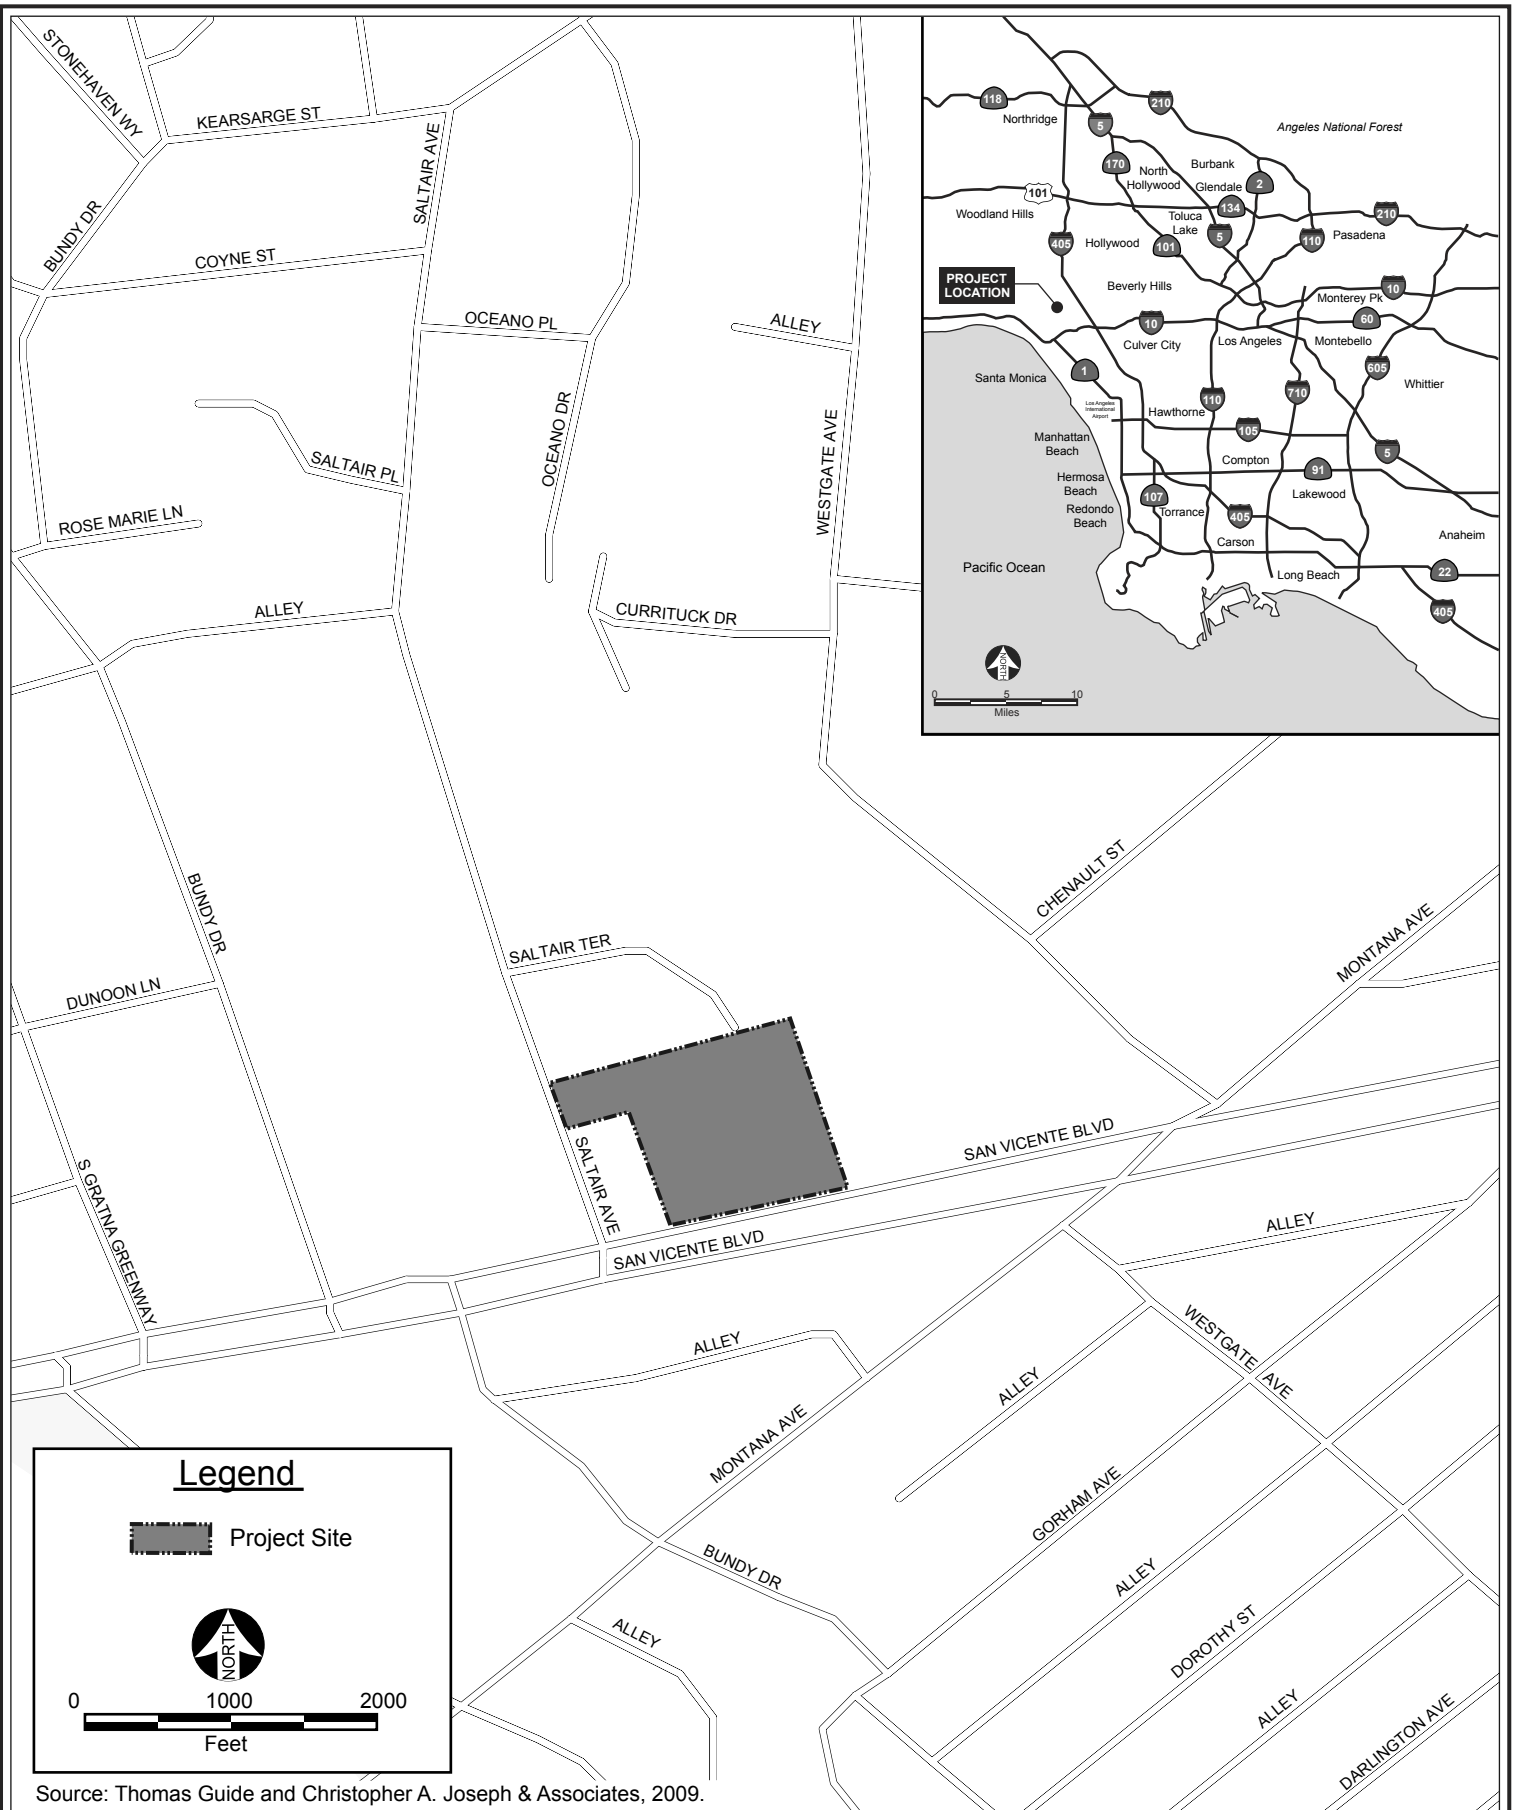 STONEHAVEN WY
KEARSARGE ST
SALTAIR AVE
BUNDY DR
COYNE ST
OCEANO PL
ALLEY
OCEANO DR
WESTGATE AVE
SALTAIR PL
ROSE MARIE LN
ALLEY
CURRITUCK DR
118
210
Northridge
5
Angeles National Forest
170
Burbank
North
Hollywood
Glendale
2
101
134
Woodland Hills
Toluca
Lake
210
405
Hollywood
101
5
110
Pasadena
PROJECT
LOCATION
Beverly Hills
10
Monterey Pk
10
60
Culver City
Los Angeles
Montebello
1
605
Santa Monica
Whittier
Los Angeles
International
Airport
110
710
Hawthorne
105
Manhattan
Beach
5
Compton
91
Hermosa
Beach
107
Lakewood
Redondo
Beach
Torrance
405
Anaheim
Carson
Pacific Ocean
Long Beach
22
405
NORTH
0 5 10
Miles
CHENAULT ST
BUNDY DR
MONTANA AVE
SALTAIR TER
DUNOON LN
SALTAIR AVE
SAN VICENTE BLVD
S GRATNA GREENWAY
SAN VICENTE BLVD
ALLEY
ALLEY
WESTGATE AVE
ALLEY
MONTANA AVE
GORHAM AVE
BUNDY DR
ALLEY
ALLEY
DOROTHY ST
ALLEY
DARLINGTON AVE
Legend
Project Site
NORTH
0 1000 2000
Feet
Source: Thomas Guide and Christopher A. Joseph & Associates, 2009.